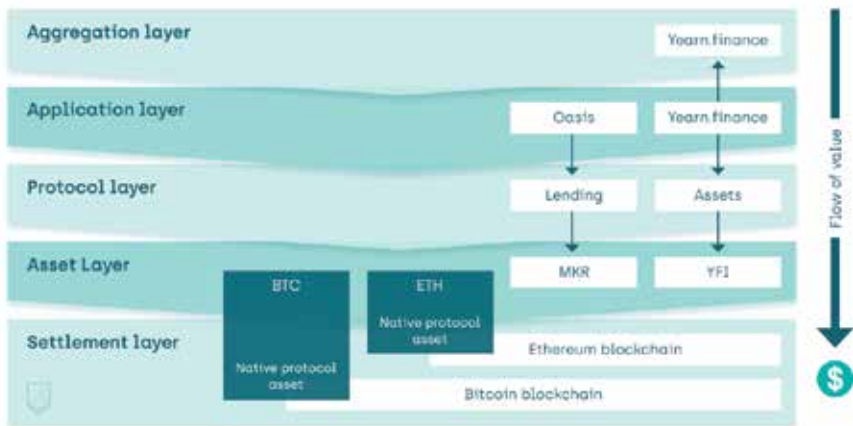 Aggregation layer
Yearn.finance
Application layer
Oasis
Yearn.finance
Protocol layer
Lending
Assets
Asset Layer
BTC
ETH
MKR
YFI
Native protocol
asset
Settlement layer
Ethereum blockchain
Native protocol
asset
Bitcoin blockchain
Flow of value
$